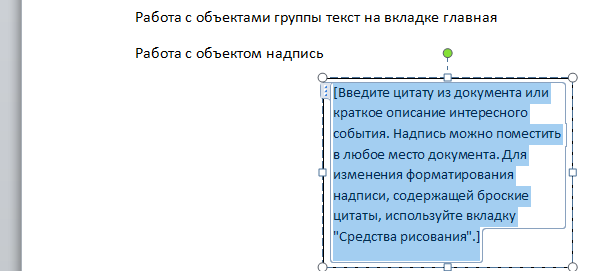 Работа с объектами группы текст на вкладке главная
Работа с объектом надпись
[Введите цитату из документа или
краткое описание интересного
события. Надпись можно поместить
в любое место документа. Для
изменения форматирования
надписи, содержащей броские
цитаты, используйте вкладку
"Средства рисования".]